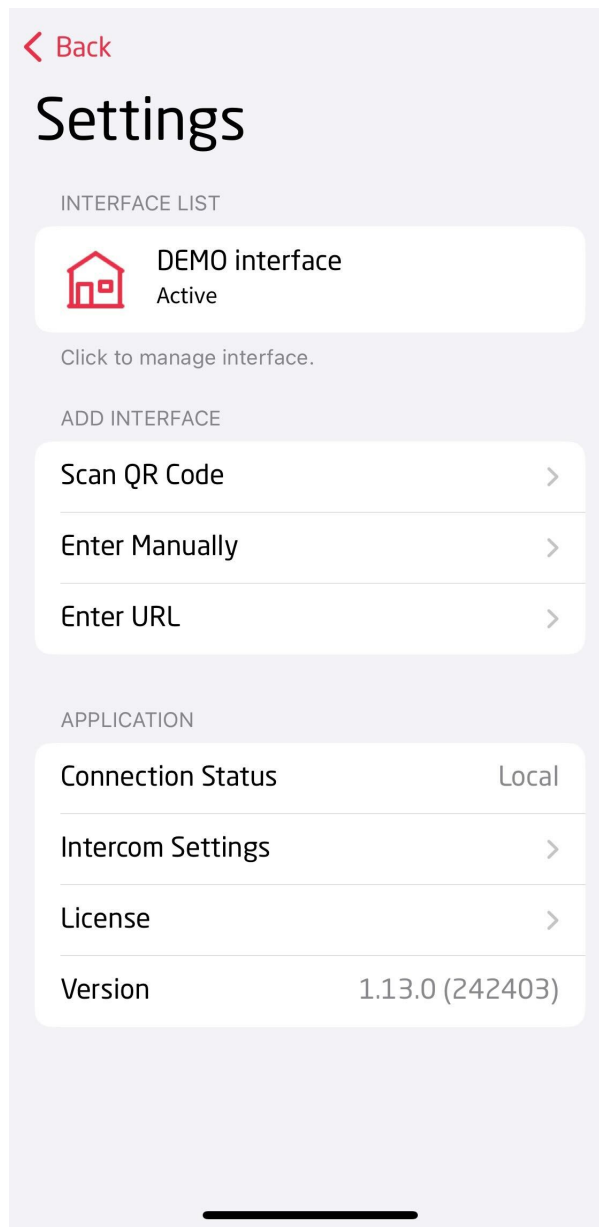 Back
Settings
INTERFACE LIST
DEMO interface
Active
Click to manage interface.
ADD INTERFACE
Scan QR Code
Enter Manually
Enter URL
APPLICATION
Connection Status Local
Intercom Settings
License
Version 1.13.0 (242403)